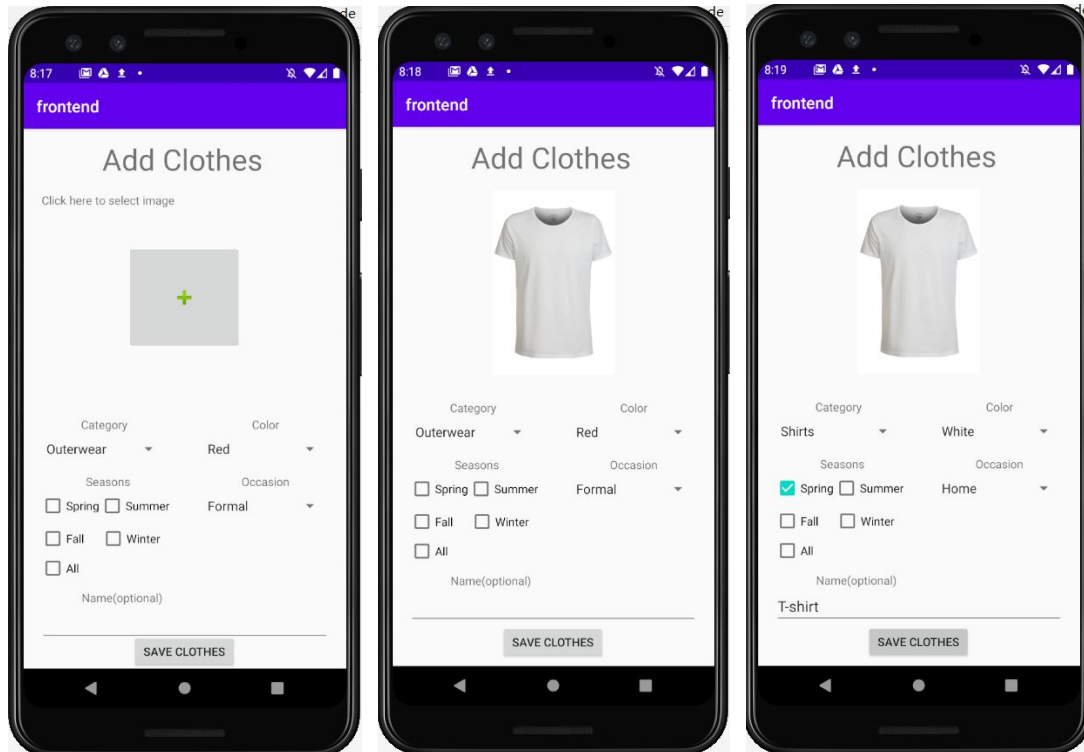 de
8:17
frontend
Add Clothes
Click here to select image
Category Color
Outerwear Red
Seasons Occasion
Spring Summer Formal
Fall Winter
All
Name(optional)
SAVE CLOTHES
de
8:18
frontend
Add Clothes
Category Color
Outerwear Red
Seasons Occasion
Spring Summer Formal
Fall Winter
All
Name(optional)
SAVE CLOTHES
8:19
frontend
Add Clothes
Category Color
Shirts White
Seasons Occasion
Spring Summer Home
Fall Winter
All
Name(optional)
T-shirt
SAVE CLOTHES